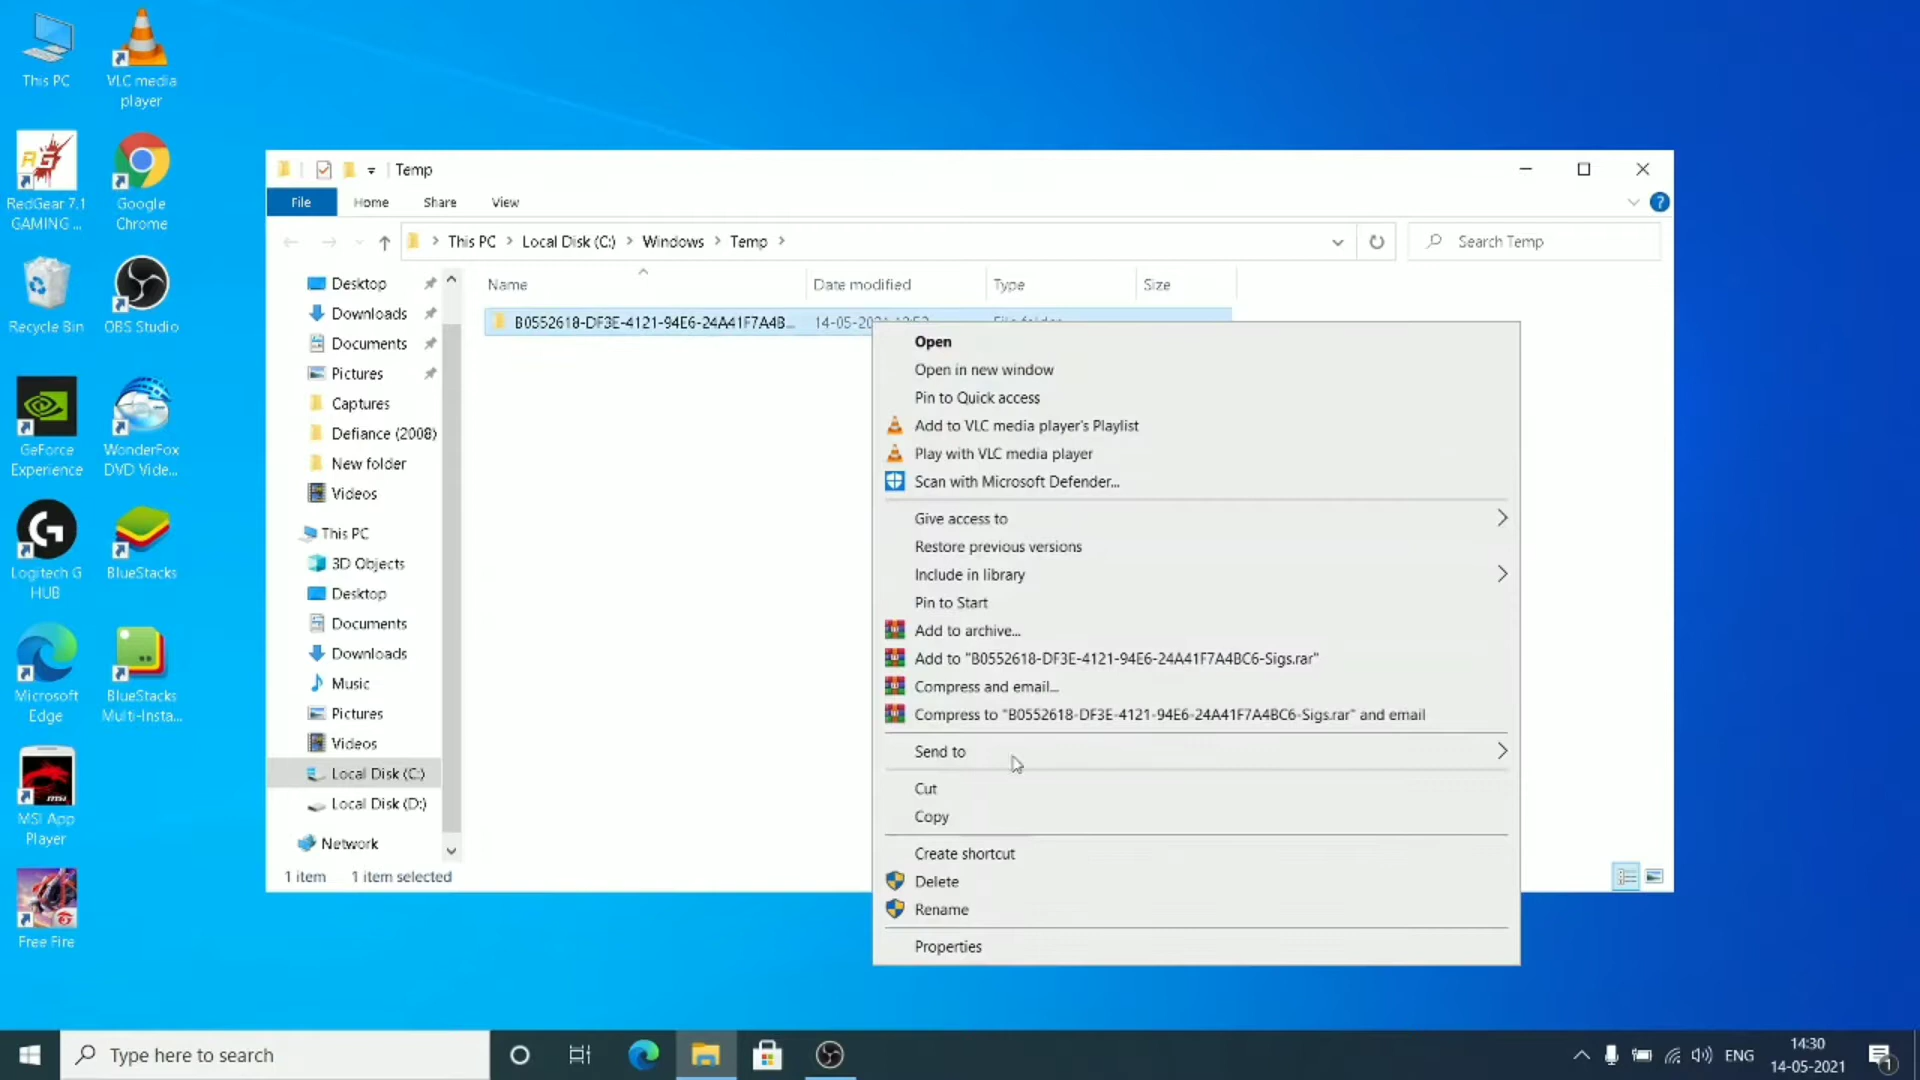 This PC
VLC media
player
RedGear 7.1
GAMING ...
Google
Chrome
Recycle Bin
OBS Studio
GeForce
Experience
WonderFox
DVD Vide...
Logitech G
HUB
BlueStacks
Microsoft
Edge
BlueStacks
Multi-Insta...
MSI App
Player
Free Fire
Temp
File
Home
Share
View
This PC
Local Disk (C:)
Windows
Temp
Search Temp
Desktop
Downloads
Documents
Pictures
Captures
Defiance (2008)
New folder
Videos
This PC
3D Objects
Desktop
Documents
Downloads
Music
Pictures
Videos
Local Disk (C:)
Local Disk (D:)
Network
Name
Date modified
Type
Size
B0552618-DF3E-4121-94E6-24A41F7A4B...
Open
Open in new window
Pin to Quick access
Add to VLC media player's Playlist
Play with VLC media player
Scan with Microsoft Defender...
Give access to
Restore previous versions
Include in library
Pin to Start
Add to archive...
Add to "B0552618-DF3E-4121-94E6-24A41F7A4BC6-Sigs.rar"
Compress and email...
Compress to "B0552618-DF3E-4121-94E6-24A41F7A4BC6-Sigs.rar" and email
Send to
Cut
Copy
Create shortcut
Delete
Rename
Properties
1 item
1 item selected
Type here to search
ENG
14:30
14-05-2021
1